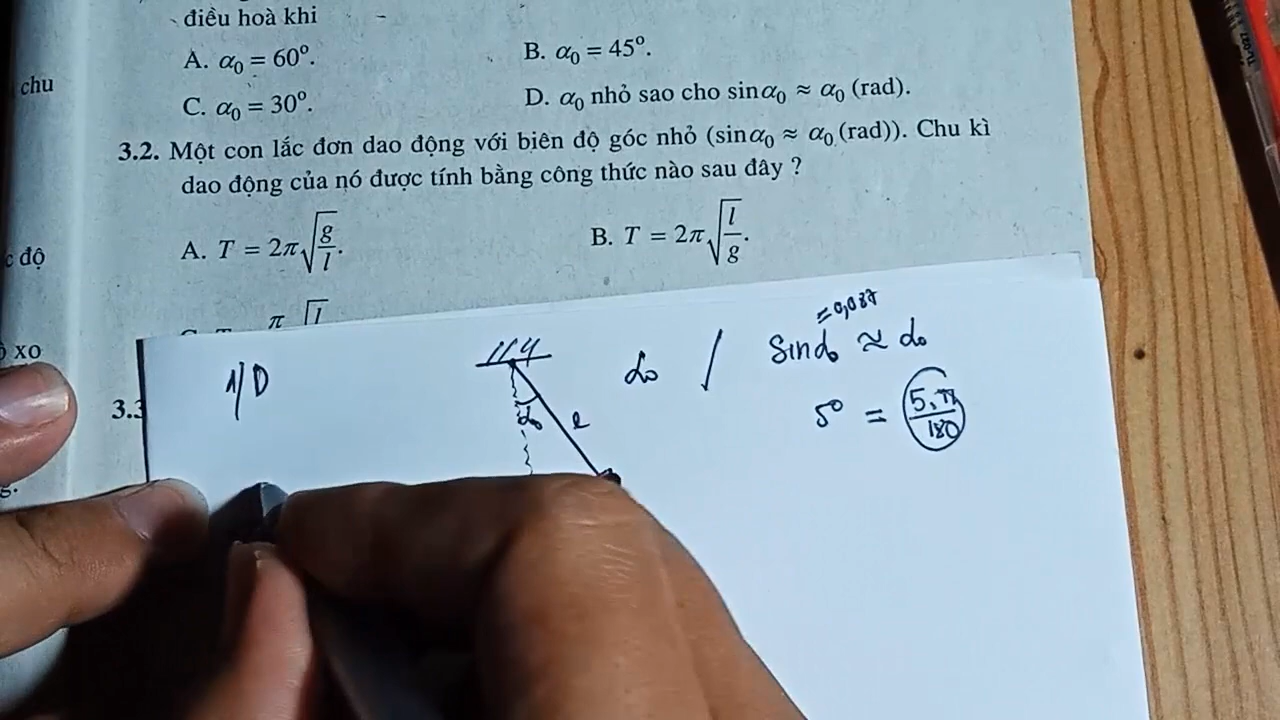 điều hoà khi
A. α₀ = 60°.
B. α₀ = 45°.
chu
C. α₀ = 30°.
D. α₀ nhỏ sao cho sinα₀ ≈ α₀ (rad).
3.2. Một con lắc đơn dao động với biên độ góc nhỏ (sinα₀ ≈ α₀ (rad)). Chu kì
dao động của nó được tính bằng công thức nào sau đây ?
A. T = 2π√(g/l).
B. T = 2π√(l/g).
độ
xo
1/ D
α₀
l
α₀ / sinα₀ ≈ α₀
= 0,087
5° = 5.π/180